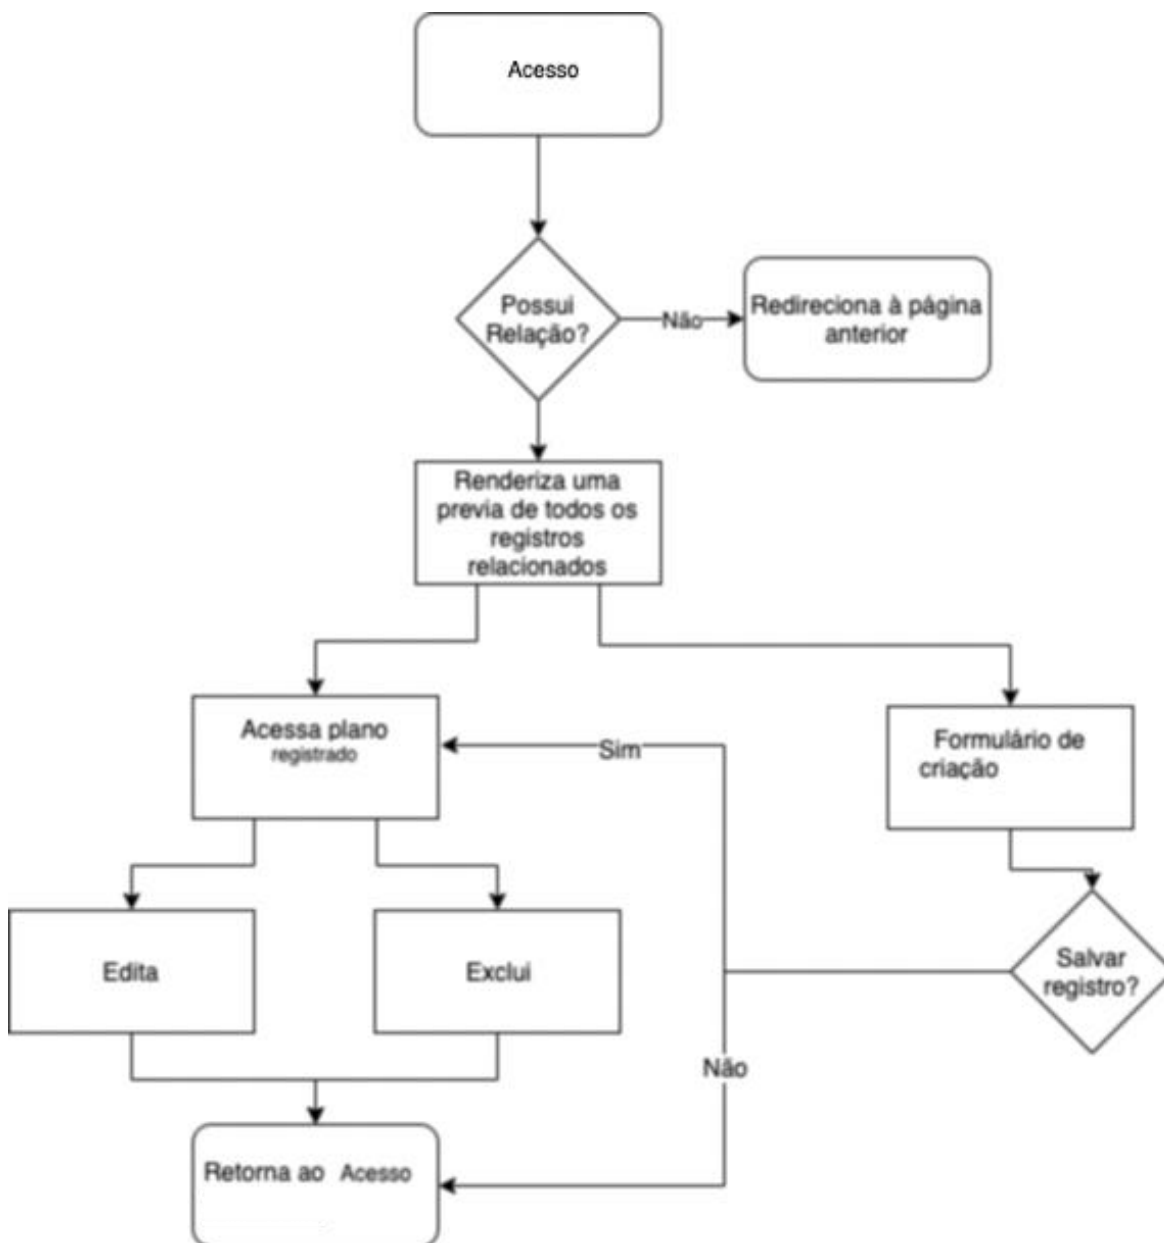 Acesso
Possui
Relação?
Não
Redireciona à página
anterior
Renderiza uma
previa de todos os
registros
relacionados
Acessa plano
registrado
Sim
Formulário de
criação
Edita
Exclui
Salvar
registro?
Não
Retorna ao Acesso